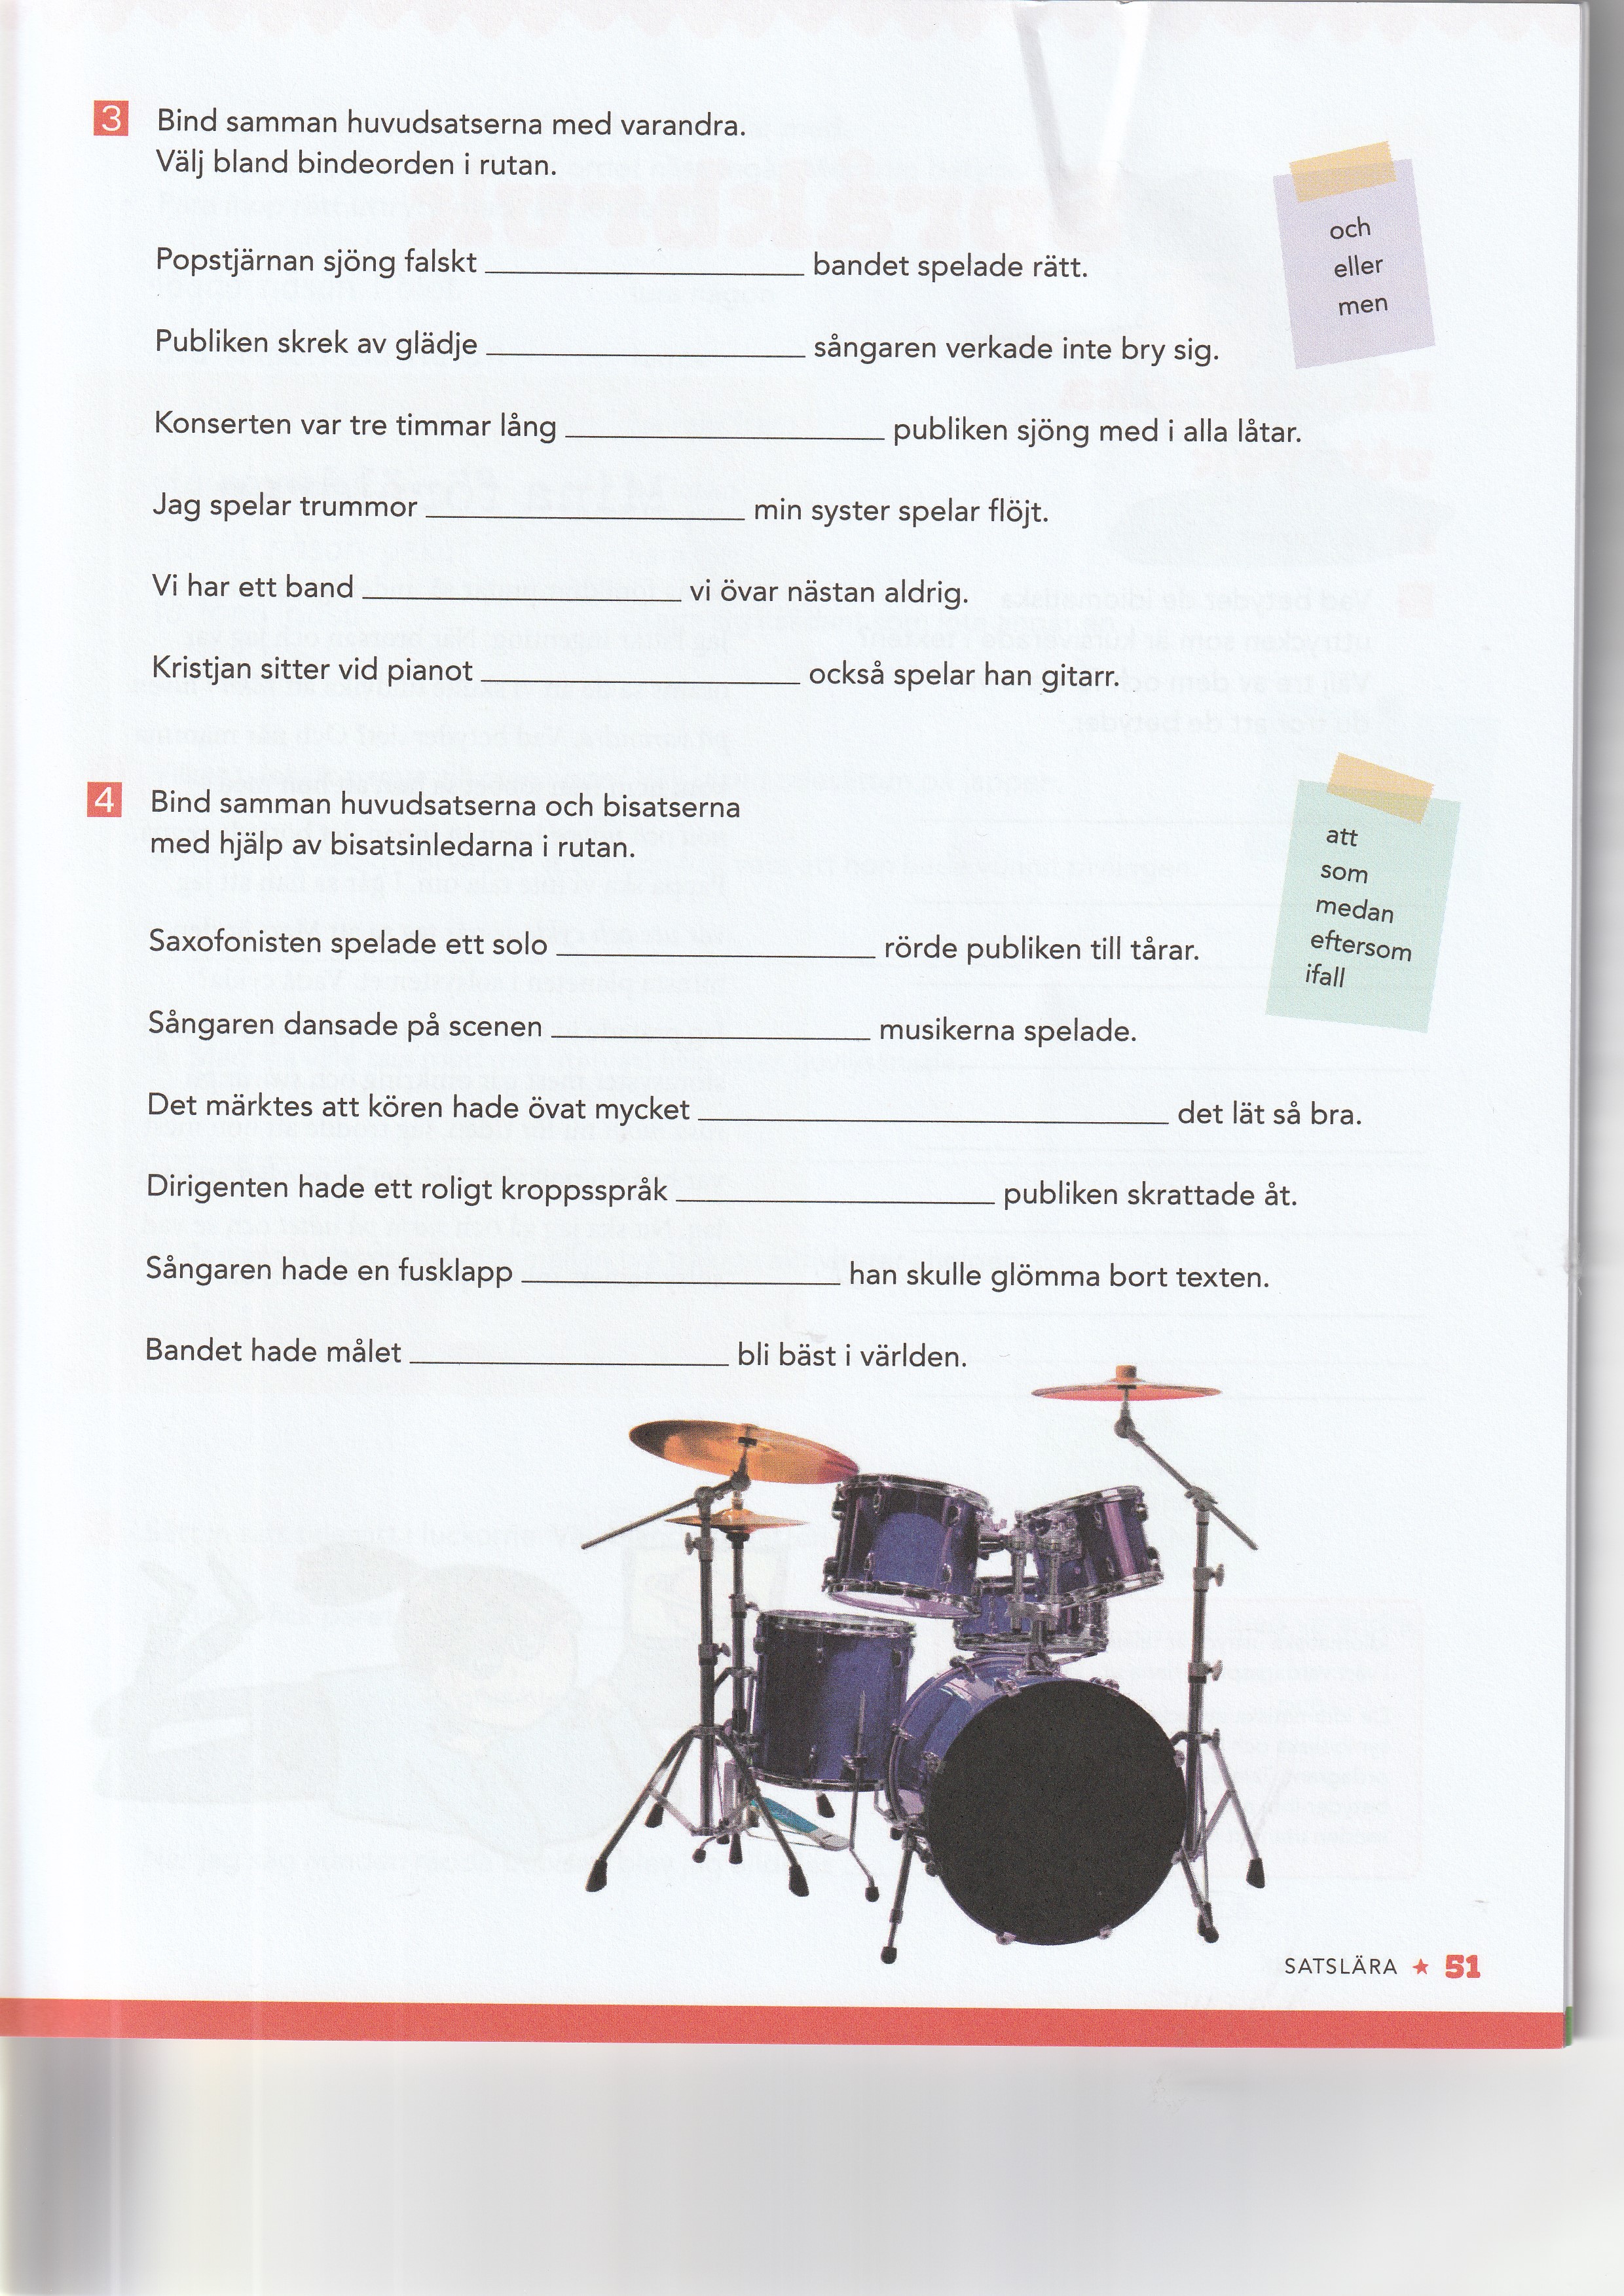 3 Bind samman huvudsatserna med varandra.
Välj bland bindeorden i rutan.
och
eller
men
Popstjärnan sjöng falskt ____________ bandet spelade rätt.
Publiken skrek av glädje ____________ sångaren verkade inte bry sig.
Konserten var tre timmar lång ____________ publiken sjöng med i alla låtar.
Jag spelar trummor ____________ min syster spelar flöjt.
Vi har ett band ____________ vi övar nästan aldrig.
Kristjan sitter vid pianot ____________ också spelar han gitarr.
4 Bind samman huvudsatserna och bisatserna
med hjälp av bisatsinledarna i rutan.
att
som
medan
eftersom
ifall
Saxofonisten spelade ett solo ____________ rörde publiken till tårar.
Sångaren dansade på scenen ____________ musikerna spelade.
Det märktes att kören hade övat mycket ____________ det lät så bra.
Dirigenten hade ett roligt kroppsspråk ____________ publiken skrattade åt.
Sångaren hade en fusklapp ____________ han skulle glömma bort texten.
Bandet hade målet ____________ bli bäst i världen.
SATSLÄRA ★ 51